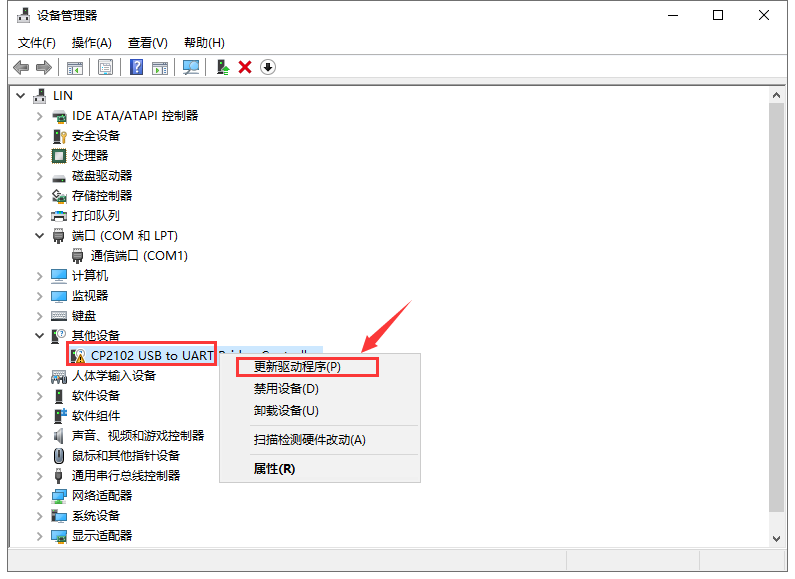 设备管理器
文件(F) 操作(A) 查看(V) 帮助(H)
LIN
IDE ATA/ATAPI 控制器
安全设备
处理器
磁盘驱动器
存储控制器
打印队列
端口 (COM 和 LPT)
通信端口 (COM1)
计算机
监视器
键盘
其他设备
CP2102 USB to UART
更新驱动程序(P)
禁用设备(D)
卸载设备(U)
扫描检测硬件改动(A)
属性(R)
人体学输入设备
软件设备
软件组件
声音、视频和游戏控制器
鼠标和其他指针设备
通用串行总线控制器
网络适配器
系统设备
显示适配器